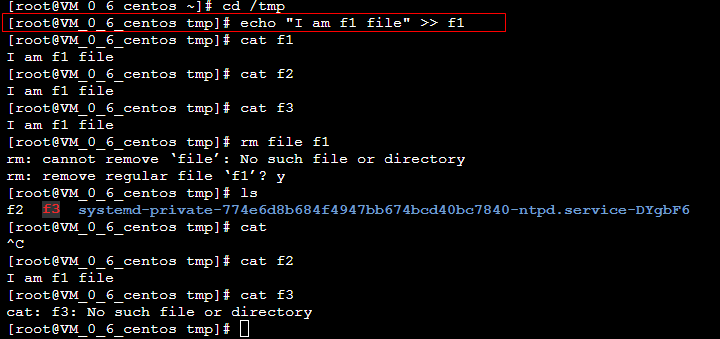 [root@VM_0_6_centos ~]# cd /tmp
[root@VM_0_6_centos tmp]# echo "I am f1 file" >> f1
[root@VM_0_6_centos tmp]# cat f1
I am f1 file
[root@VM_0_6_centos tmp]# cat f2
I am f1 file
[root@VM_0_6_centos tmp]# cat f3
I am f1 file
[root@VM_0_6_centos tmp]# rm file f1
rm: cannot remove ‘file’: No such file or directory
rm: remove regular file ‘f1’? y
[root@VM_0_6_centos tmp]# ls
f2  f3  systemd-private-774e6d8b684f4947bb674bcd40bc7840-ntpd.service-DYgbF6
[root@VM_0_6_centos tmp]# cat
^C
[root@VM_0_6_centos tmp]# cat f2
I am f1 file
[root@VM_0_6_centos tmp]# cat f3
cat: f3: No such file or directory
[root@VM_0_6_centos tmp]#